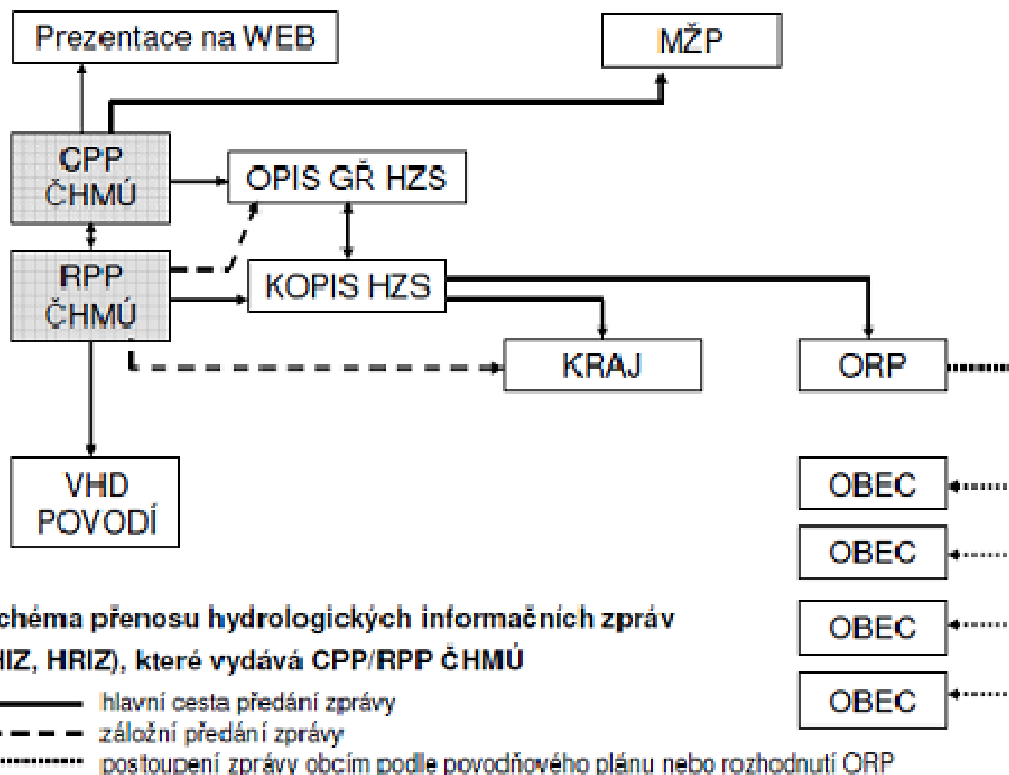 Prezentace na WEB
MŽP
CPP
ČHMÚ
OPIS GŘ HZS
RPP
ČHMÚ
KOPIS HZS
KRAJ
ORP
VHD
POVODÍ
OBEC
OBEC
OBEC
OBEC
chéma přenosu hydrologických informačních zpráv
HIZ, HRIZ), které vydává CPP/RPP ČHMÚ
hlavní cesta předání zprávy
záložní předání zprávy
postoupení zprávy obcím podle povodňového plánu nebo rozhodnutí ORP